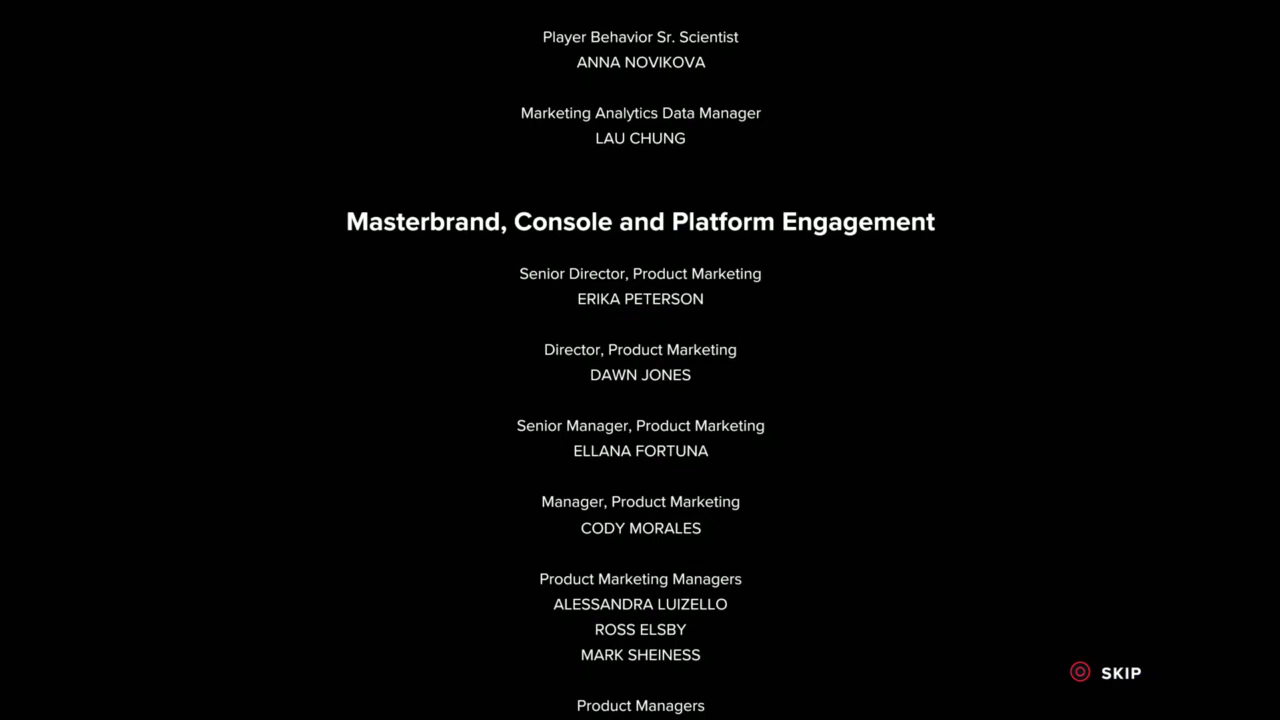 Player Behavior Sr. Scientist
ANNA NOVIKOVA
Marketing Analytics Data Manager
LAU CHUNG
Masterbrand, Console and Platform Engagement
Senior Director, Product Marketing
ERIKA PETERSON
Director, Product Marketing
DAWN JONES
Senior Manager, Product Marketing
ELLANA FORTUNA
Manager, Product Marketing
CODY MORALES
Product Marketing Managers
ALESSANDRA LUIZELLO
ROSS ELSBY
MARK SHEINESS
SKIP
Product Managers